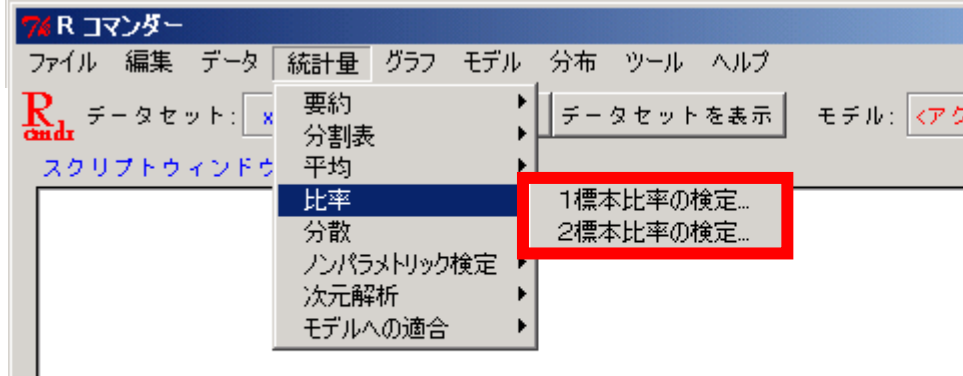 R コマンダー
ファイル 編集 データ 統計量 グラフ モデル 分布 ツール ヘルプ
R cmdr データセット: x データセットを表示 モデル: <アク
スクリプトウィンドウ
要約
分割表
平均
比率
分散
ノンパラメトリック検定
次元解析
モデルへの適合
1標本比率の検定...
2標本比率の検定...